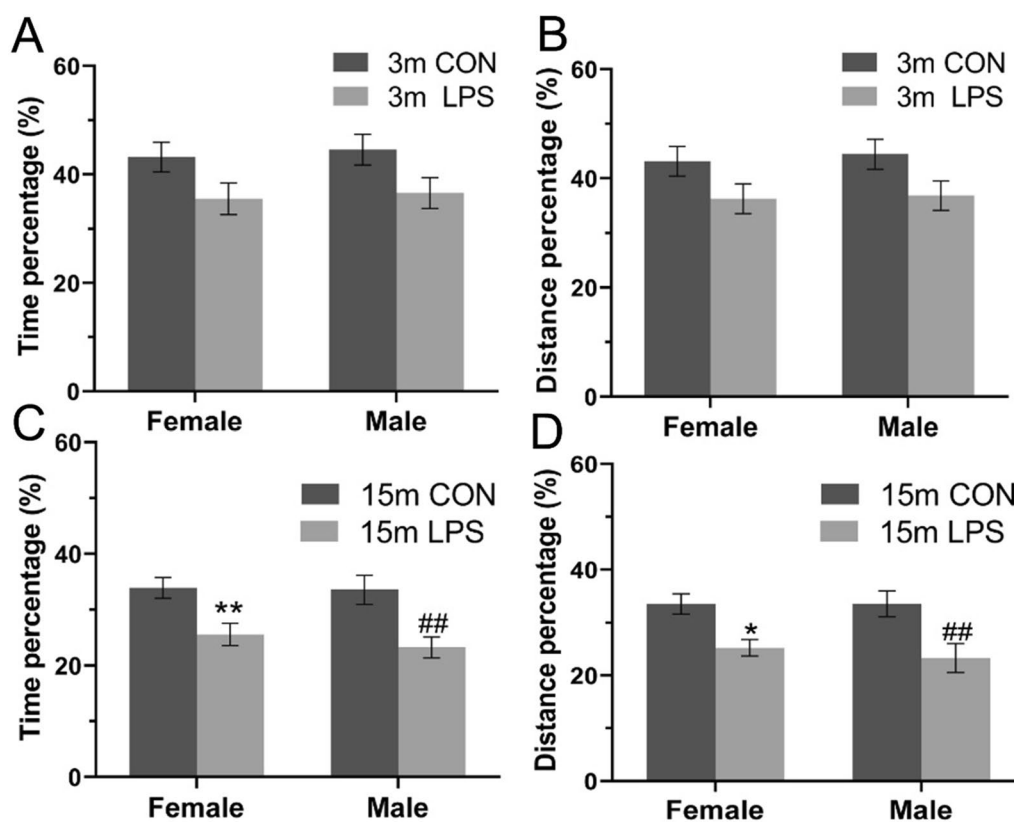 A
Time percentage (%)
60
40
20
0
3m CON
3m LPS
Female
Male
B
Distance percentage (%)
60
40
20
0
3m CON
3m LPS
Female
Male
C
Time percentage (%)
60
40
20
0
15m CON
15m LPS
**
##
Female
Male
D
Distance percentage (%)
60
40
20
0
15m CON
15m LPS
*
##
Female
Male